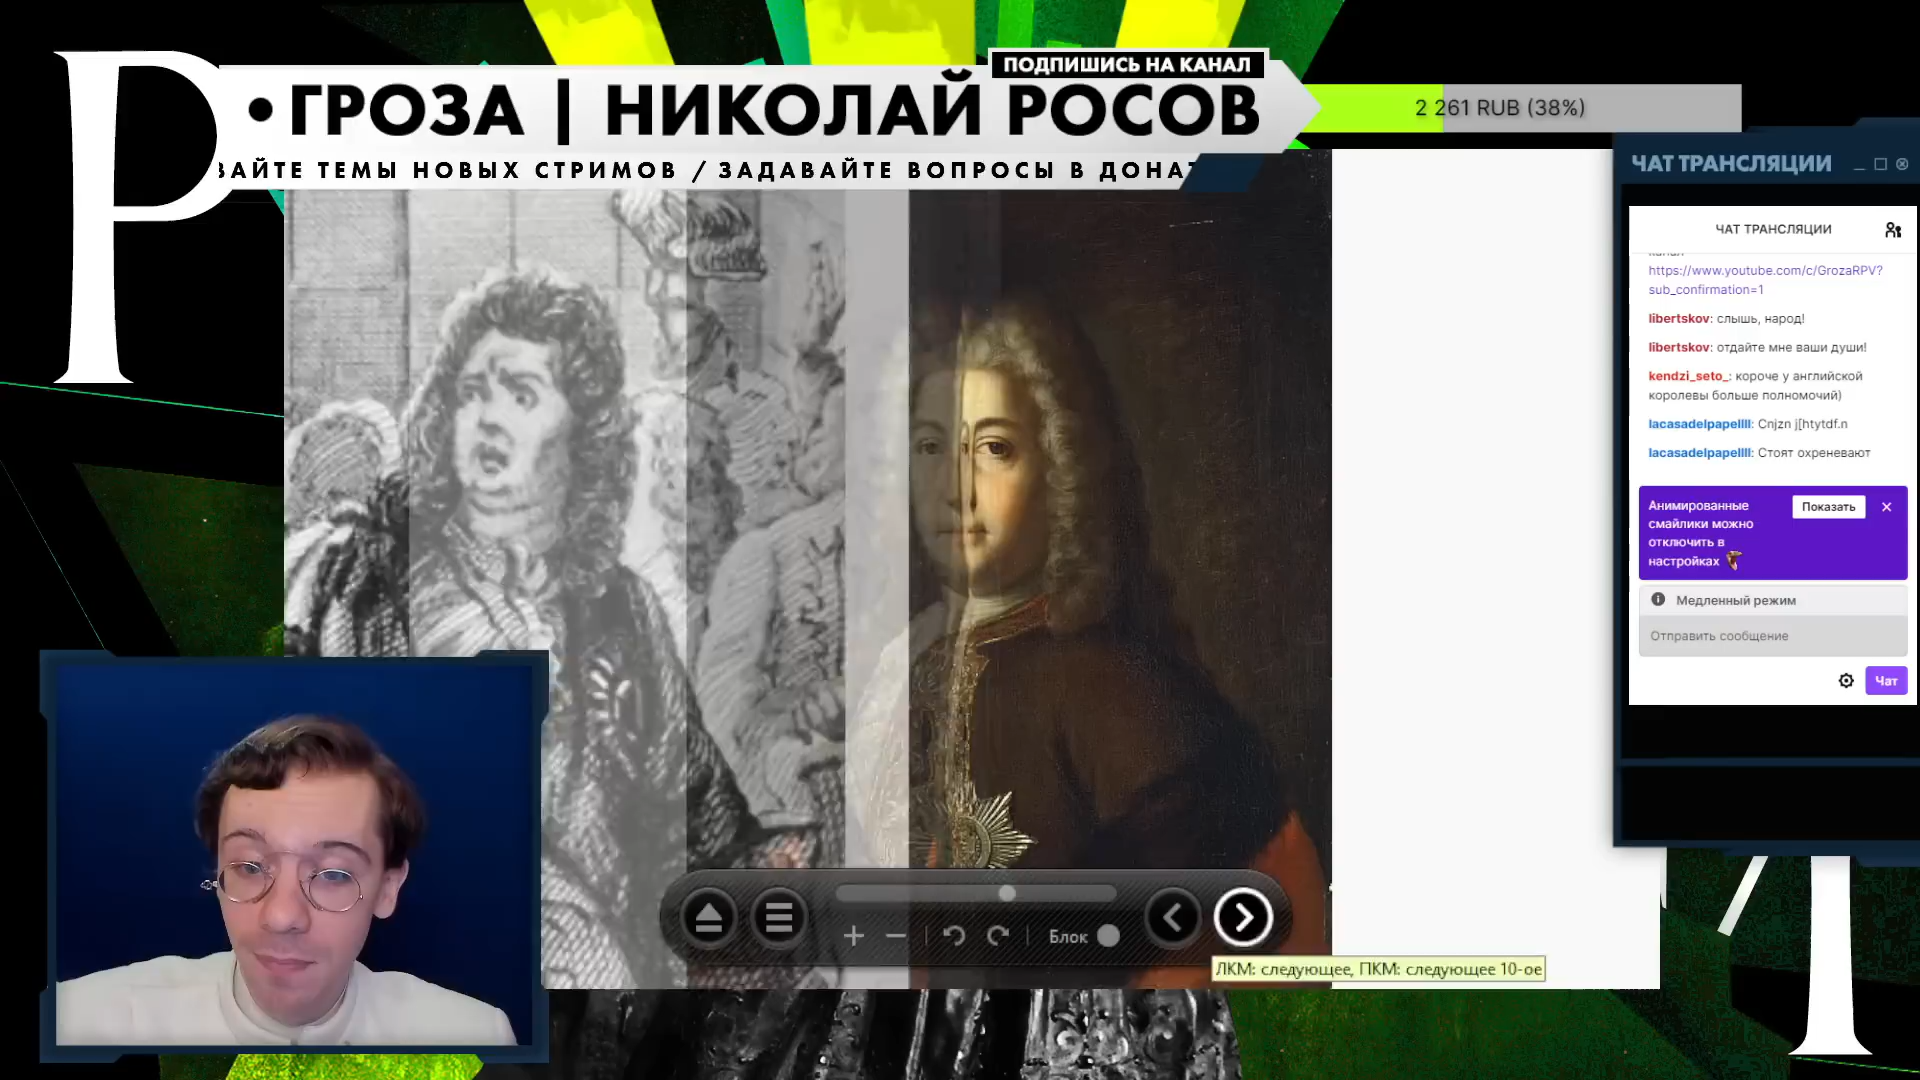 Р
ПОДПИШИСЬ НА КАНАЛ
• ГРОЗА | НИКОЛАЙ РОСОВ
ВАЙТЕ ТЕМЫ НОВЫХ СТРИМОВ / ЗАДАВАЙТЕ ВОПРОСЫ В ДОНАТ
2 261 RUB (38%)
ЧАТ ТРАНСЛЯЦИИ
ЧАТ ТРАНСЛЯЦИИ
канал
https://www.youtube.com/c/GrozaRPV?
sub_confirmation=1
libertskov: слышь, народ!
libertskov: отдайте мне ваши души!
kendzi_seto_: короче у английской
королевы больше полномочий)
lacasadelpapellll: Cnjzn j[htytdf.n
lacasadelpapellll: Стоят охреневают
Анимированные
смайлики можно
отключить в
настройках
Показать
Медленный режим
Отправить сообщение
Чат
Блок
ЛКМ: следующее, ПКМ: следующее 10-ое